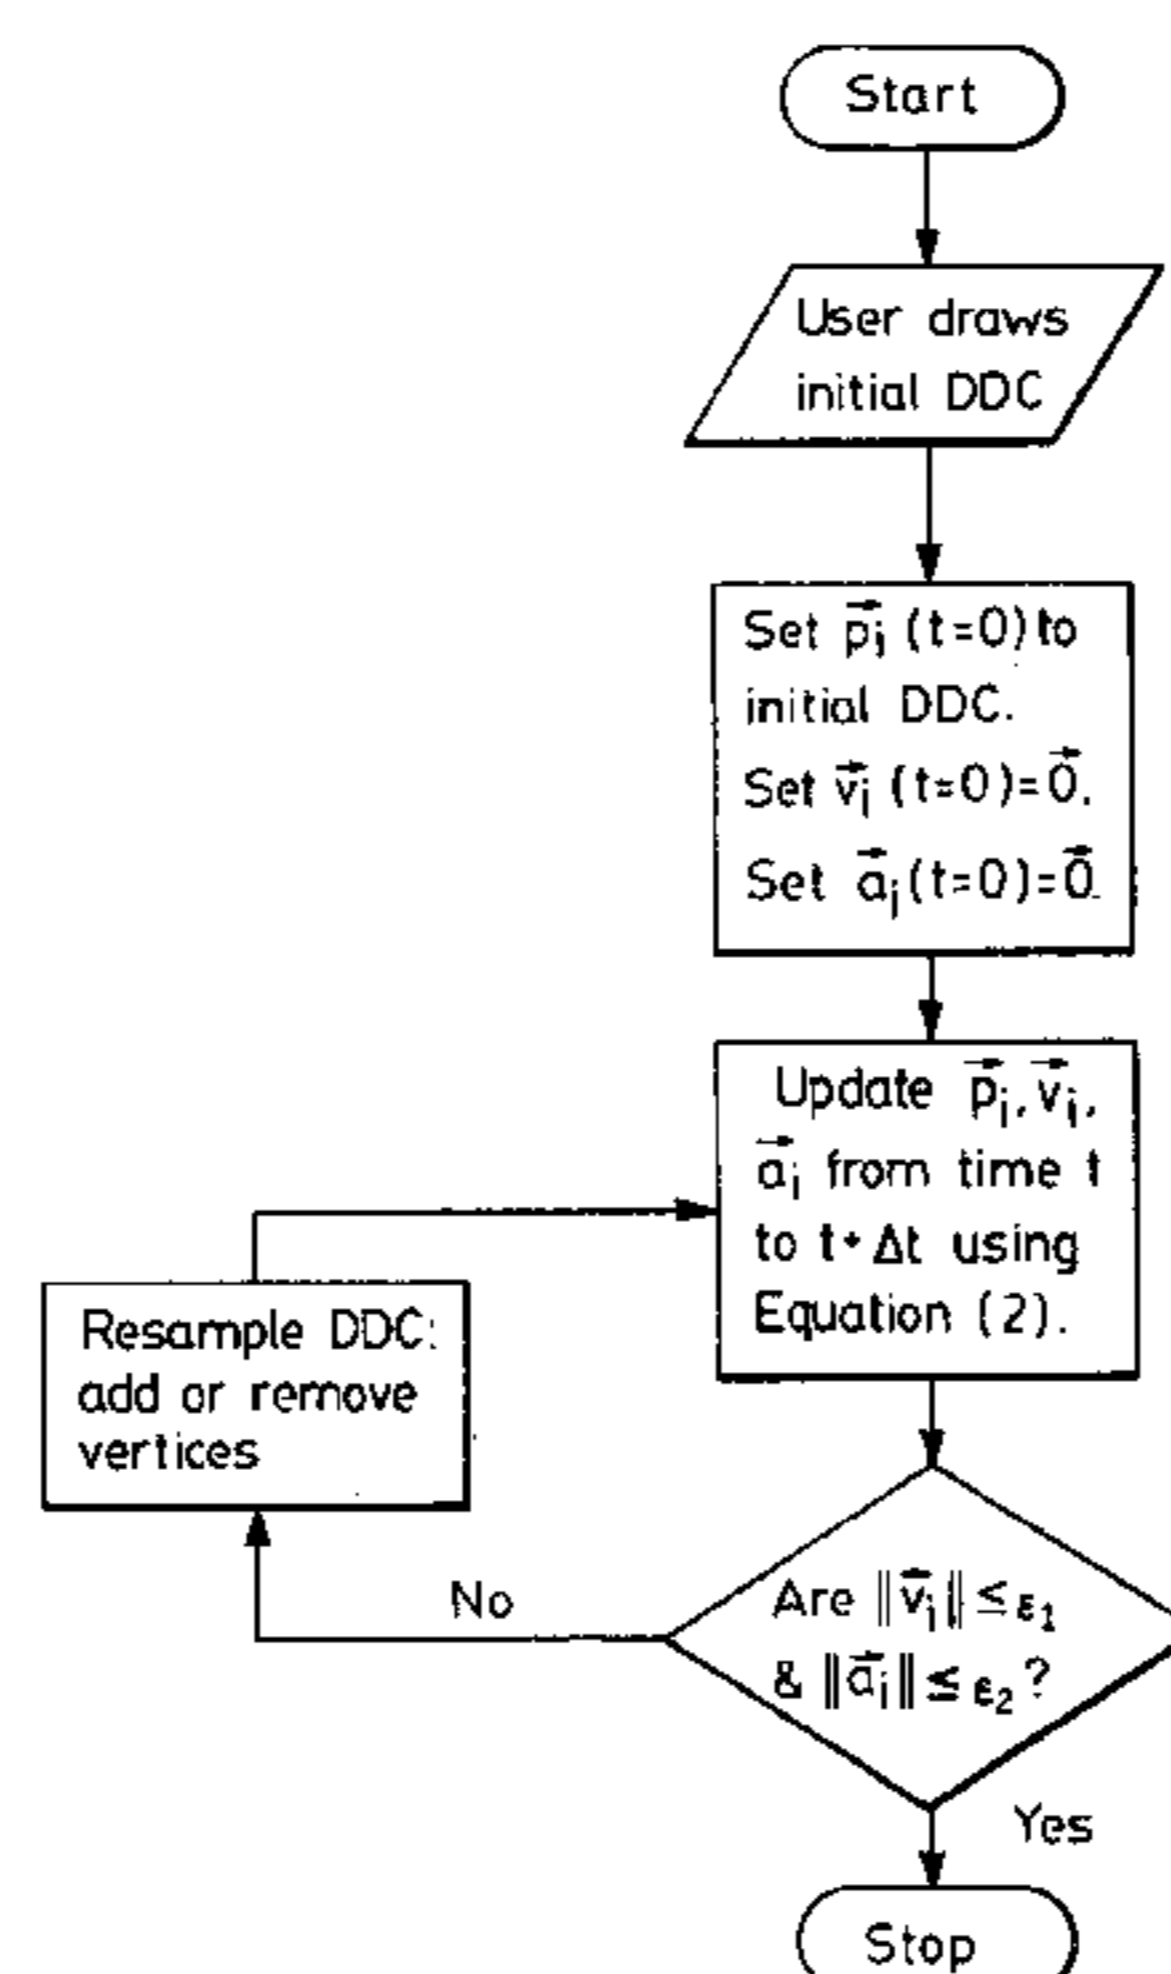 Start
User draws
initial DDC
Set p⃗ᵢ (t=0) to
initial DDC.
Set v⃗ᵢ (t=0)=0⃗.
Set a⃗ᵢ(t=0)=0⃗.
Update p⃗ᵢ, v⃗ᵢ,
a⃗ᵢ from time t
to t+Δt using
Equation (2).
Resample DDC:
add or remove
vertices
No
Are ‖v⃗ᵢ‖ ≤ ε₁
& ‖a⃗ᵢ‖ ≤ ε₂?
Yes
Stop